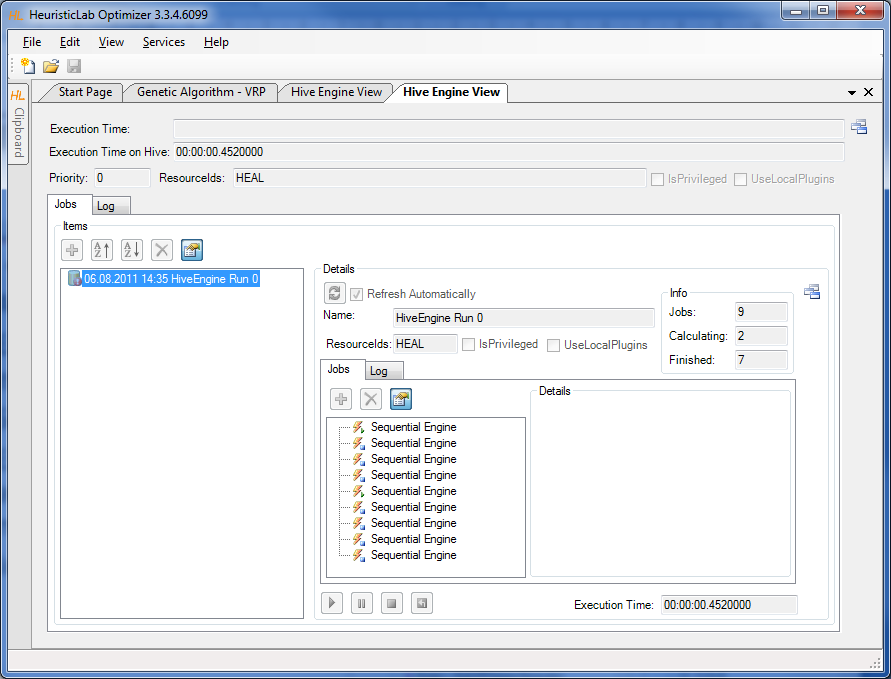 HL HeuristicLab Optimizer 3.3.4.6099
File Edit View Services Help
HL Clipboard
Start Page Genetic Algorithm - VRP Hive Engine View Hive Engine View
Execution Time:
Execution Time on Hive: 00:00:00.4520000
Priority: 0 ResourceIds: HEAL IsPrivileged UseLocalPlugins
Jobs Log
Items
06.08.2011 14:35 HiveEngine Run 0
Details
Refresh Automatically
Name: HiveEngine Run 0
ResourceIds: HEAL IsPrivileged UseLocalPlugins
Info
Jobs: 9
Calculating: 2
Finished: 7
Jobs Log
Sequential Engine
Sequential Engine
Sequential Engine
Sequential Engine
Sequential Engine
Sequential Engine
Sequential Engine
Sequential Engine
Sequential Engine
Details
Execution Time: 00:00:00.4520000